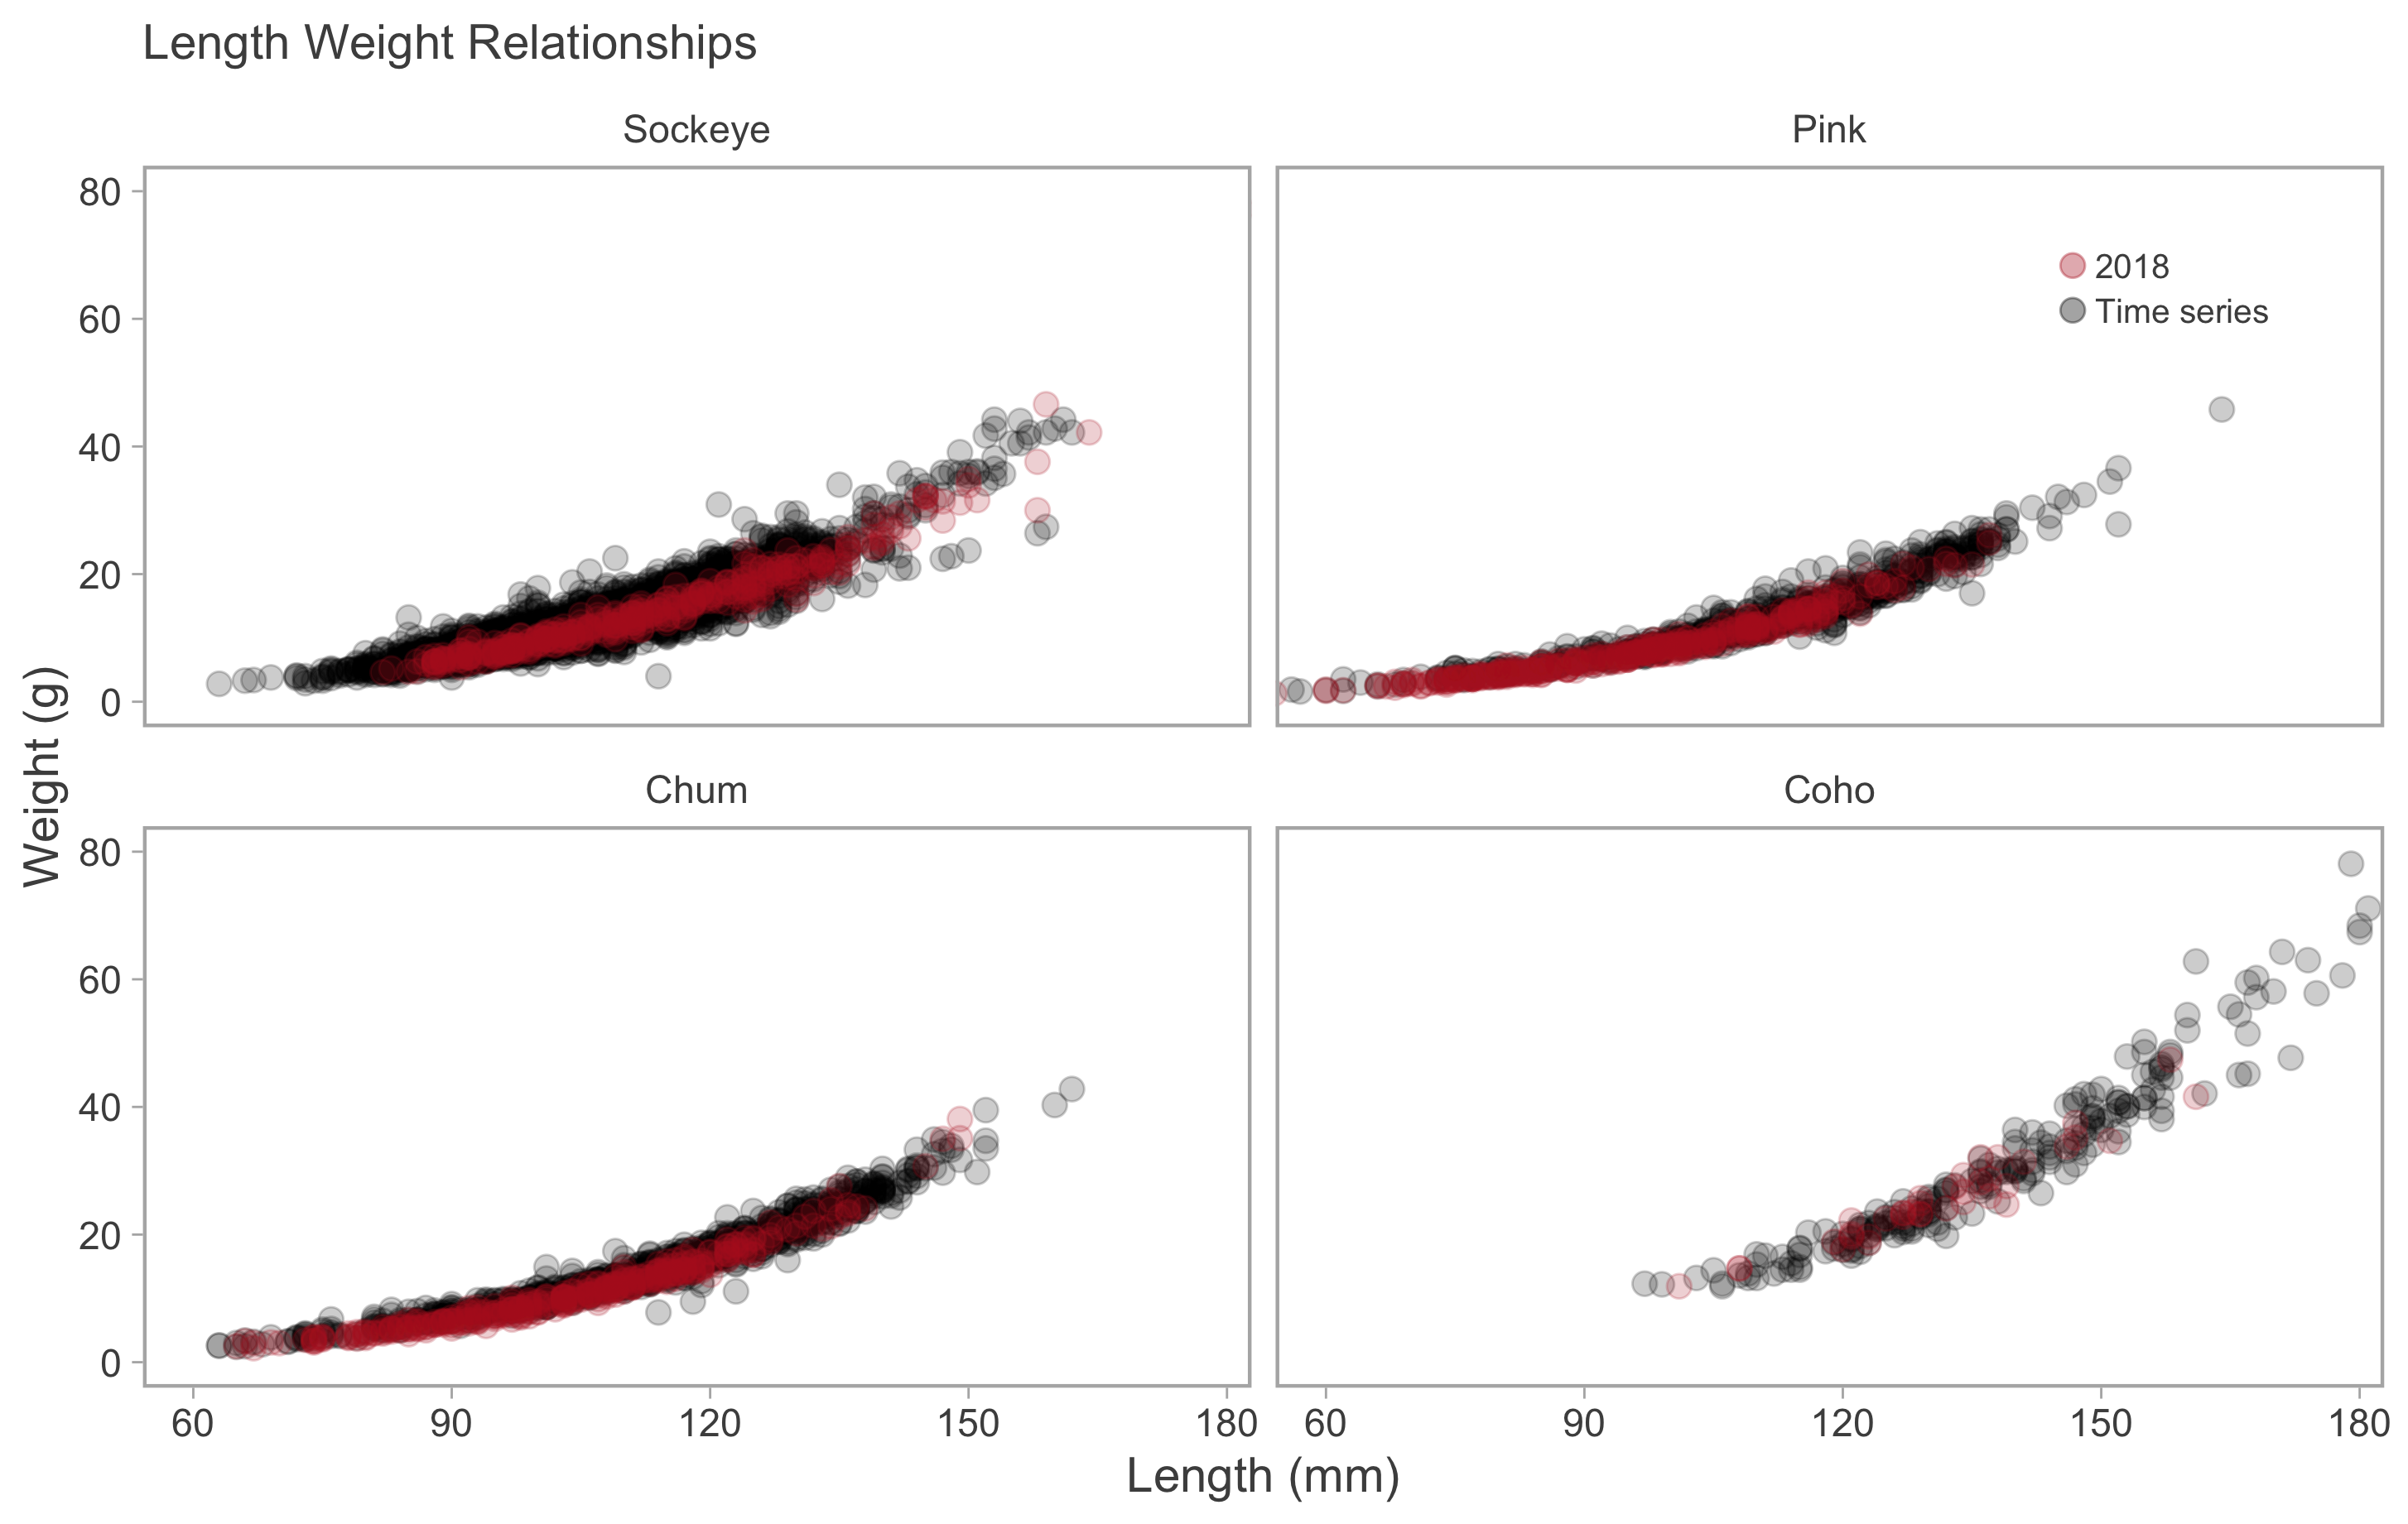 Length Weight Relationships
Sockeye
Pink
80
60
40
20
0
2018
Time series
Chum
Coho
80
60
40
20
0
60 90 120 150 180 60 90 120 150 180
Length (mm)
Weight (g)